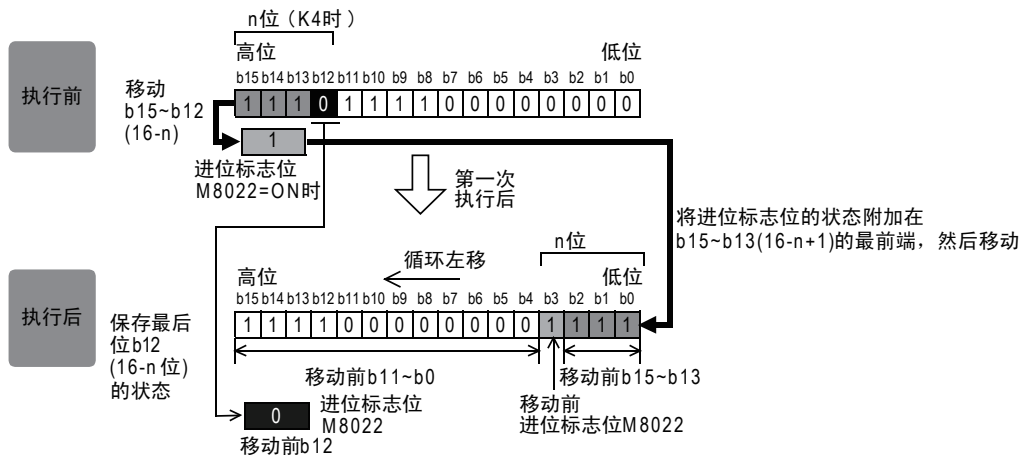 n位（K4时）
高位 低位
b15 b14 b13 b12 b11 b10 b9 b8 b7 b6 b5 b4 b3 b2 b1 b0
执行前
移动
b15~b12
(16-n)
1 1 1 0 1 1 1 1 0 0 0 0 0 0 0 0
1
进位标志位
M8022=ON时
第一次
执行后
将进位标志位的状态附加在
b15~b13(16-n+1)的最前端，然后移动
n位
循环左移
高位 低位
b15 b14 b13 b12 b11 b10 b9 b8 b7 b6 b5 b4 b3 b2 b1 b0
执行后
保存最后
位b12
(16-n位)
的状态
1 1 1 1 0 0 0 0 0 0 0 0 1 1 1 1
移动前b11~b0
移动前b15~b13
移动前
进位标志位M8022
0
进位标志位
M8022
移动前b12